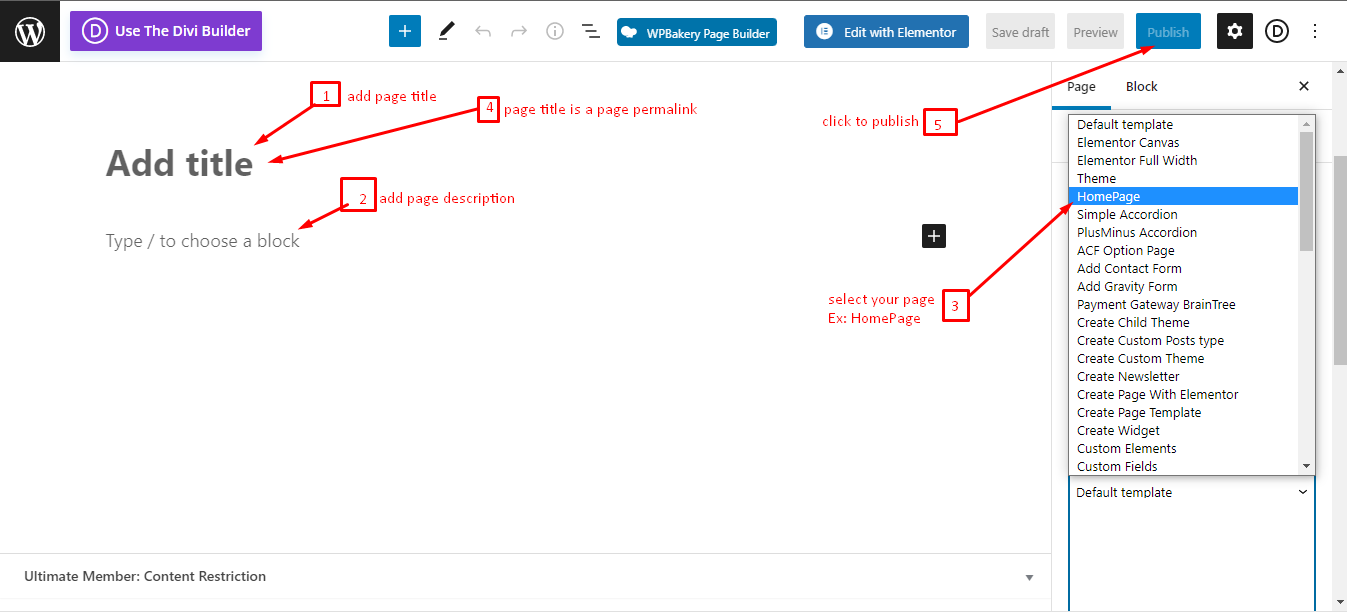 Use The Divi Builder
WPBakery Page Builder
Edit with Elementor
Save draft
Preview
Publish
D
Page
Block
1
add page title
4
page title is a page permalink
click to publish
5
Add title
2
add page description
Type / to choose a block
select your page
Ex: HomePage
3
Default template
Elementor Canvas
Elementor Full Width
Theme
HomePage
Simple Accordion
PlusMinus Accordion
ACF Option Page
Add Contact Form
Add Gravity Form
Payment Gateway BrainTree
Create Child Theme
Create Custom Posts type
Create Custom Theme
Create Newsletter
Create Page With Elementor
Create Page Template
Create Widget
Custom Elements
Custom Fields
Default template
Ultimate Member: Content Restriction